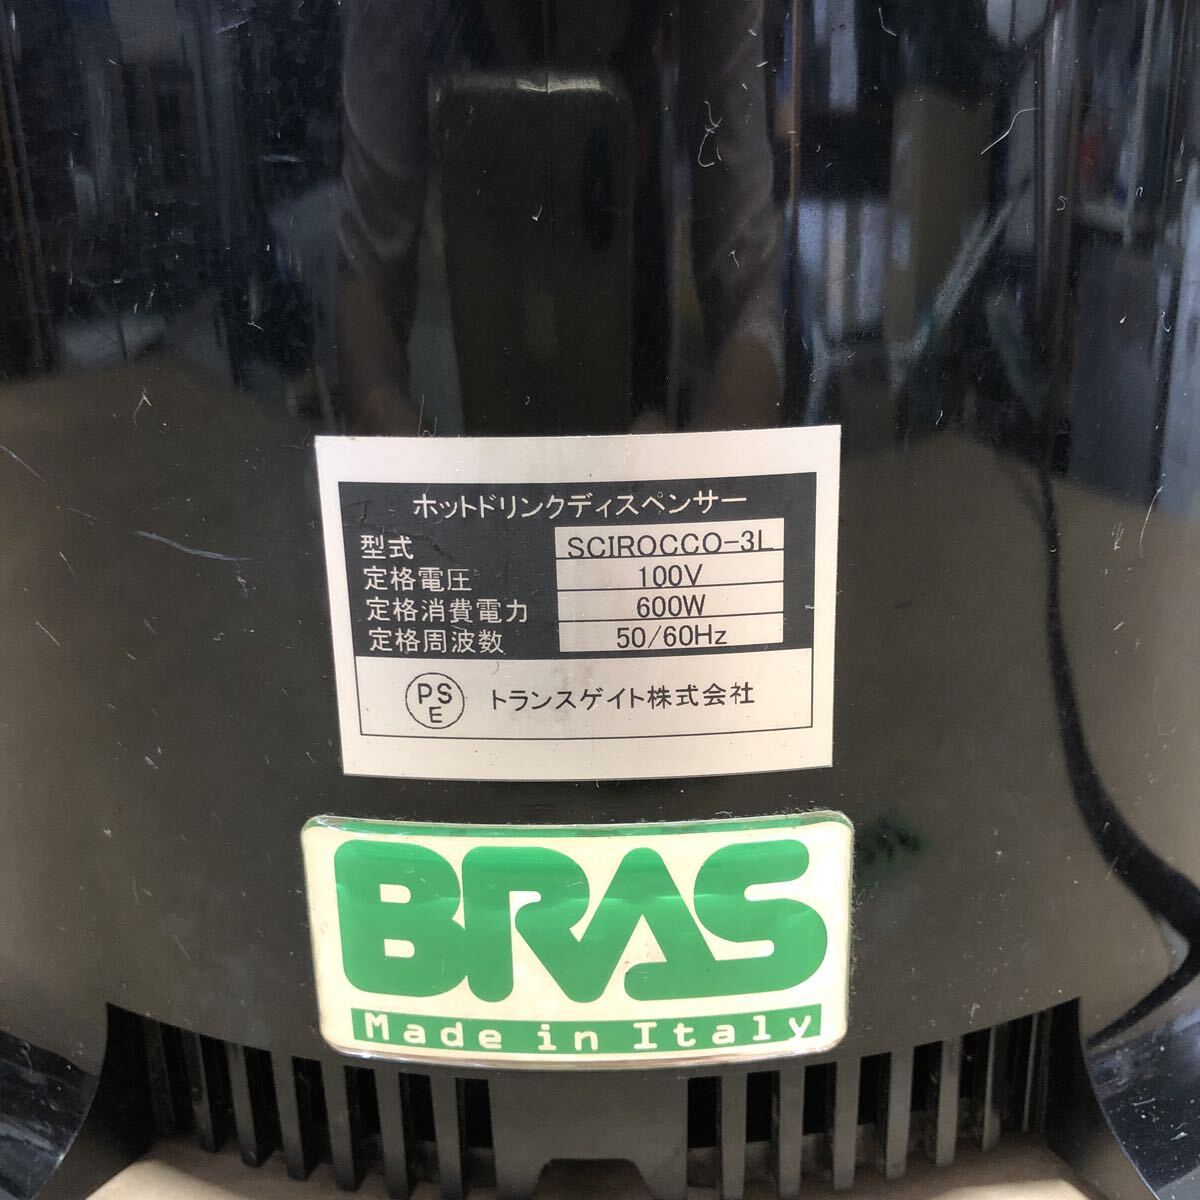 ホットドリンクディスペンサー
型式 SCIROCCO-3L
定格電圧 100V
定格消費電力 600W
定格周波数 50/60Hz
PSE トランスゲイト株式会社
BRAS
Made in Italy